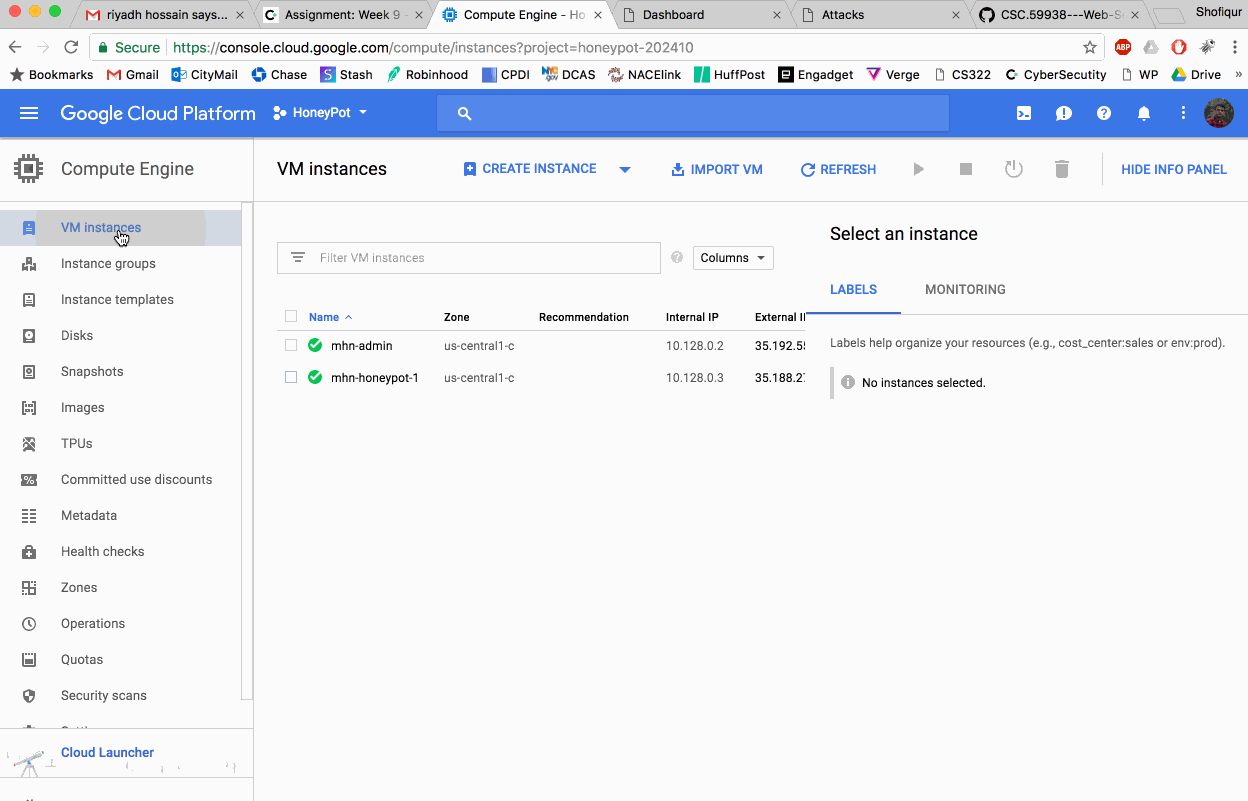 riyadh hossain says...
Assignment: Week 9
Compute Engine - Ho
Dashboard
Attacks
CSC.59938---Web-Se
Shofiqur
Secure
https://console.cloud.google.com/compute/instances?project=honeypot-202410
ABP
Bookmarks
Gmail
CityMail
Chase
Stash
Robinhood
CPDI
DCAS
NACElink
HuffPost
Engadget
Verge
CS322
CyberSecutity
WP
Drive
»
Google Cloud Platform
HoneyPot
Compute Engine
VM instances
CREATE INSTANCE
IMPORT VM
REFRESH
HIDE INFO PANEL
VM instances
Instance groups
Instance templates
Disks
Snapshots
Images
TPUs
Committed use discounts
Metadata
Health checks
Zones
Operations
Quotas
Security scans
Cloud Launcher
Filter VM instances
Columns
Name Zone Recommendation Internal IP External I
mhn-admin us-central1-c 10.128.0.2 35.192.55
mhn-honeypot-1 us-central1-c 10.128.0.3 35.188.27
Select an instance
LABELS
MONITORING
Labels help organize your resources (e.g., cost_center:sales or env:prod).
No instances selected.